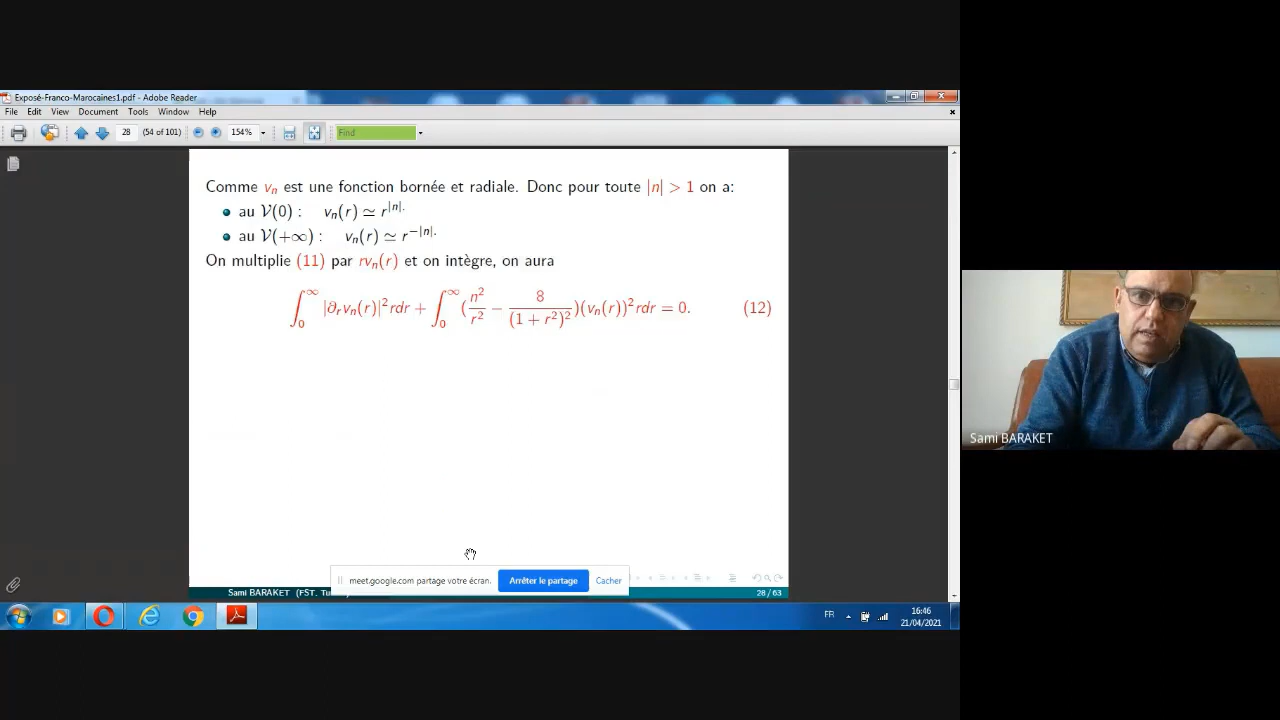 Exposé-Franco-Marocaines1.pdf - Adobe Reader
File Edit View Document Tools Window Help
28 (54 of 101) 154% Find
Comme vₙ est une fonction bornée et radiale. Donc pour toute |n| > 1 on a:
au 𝒱(0) : vₙ(r) ≃ r^|n|.
au 𝒱(+∞) : vₙ(r) ≃ r^−|n|.
On multiplie (11) par rvₙ(r) et on intègre, on aura
∫₀^∞ |∂ᵣvₙ(r)|²rdr + ∫₀^∞ (n²/r² − 8/(1 + r²)²)(vₙ(r))²rdr = 0. (12)
Sami BARAKET
meet.google.com partage votre écran. Arrêter le partage Cacher
Sami BARAKET (FST. 28 / 63
FR 16:46
21/04/2021